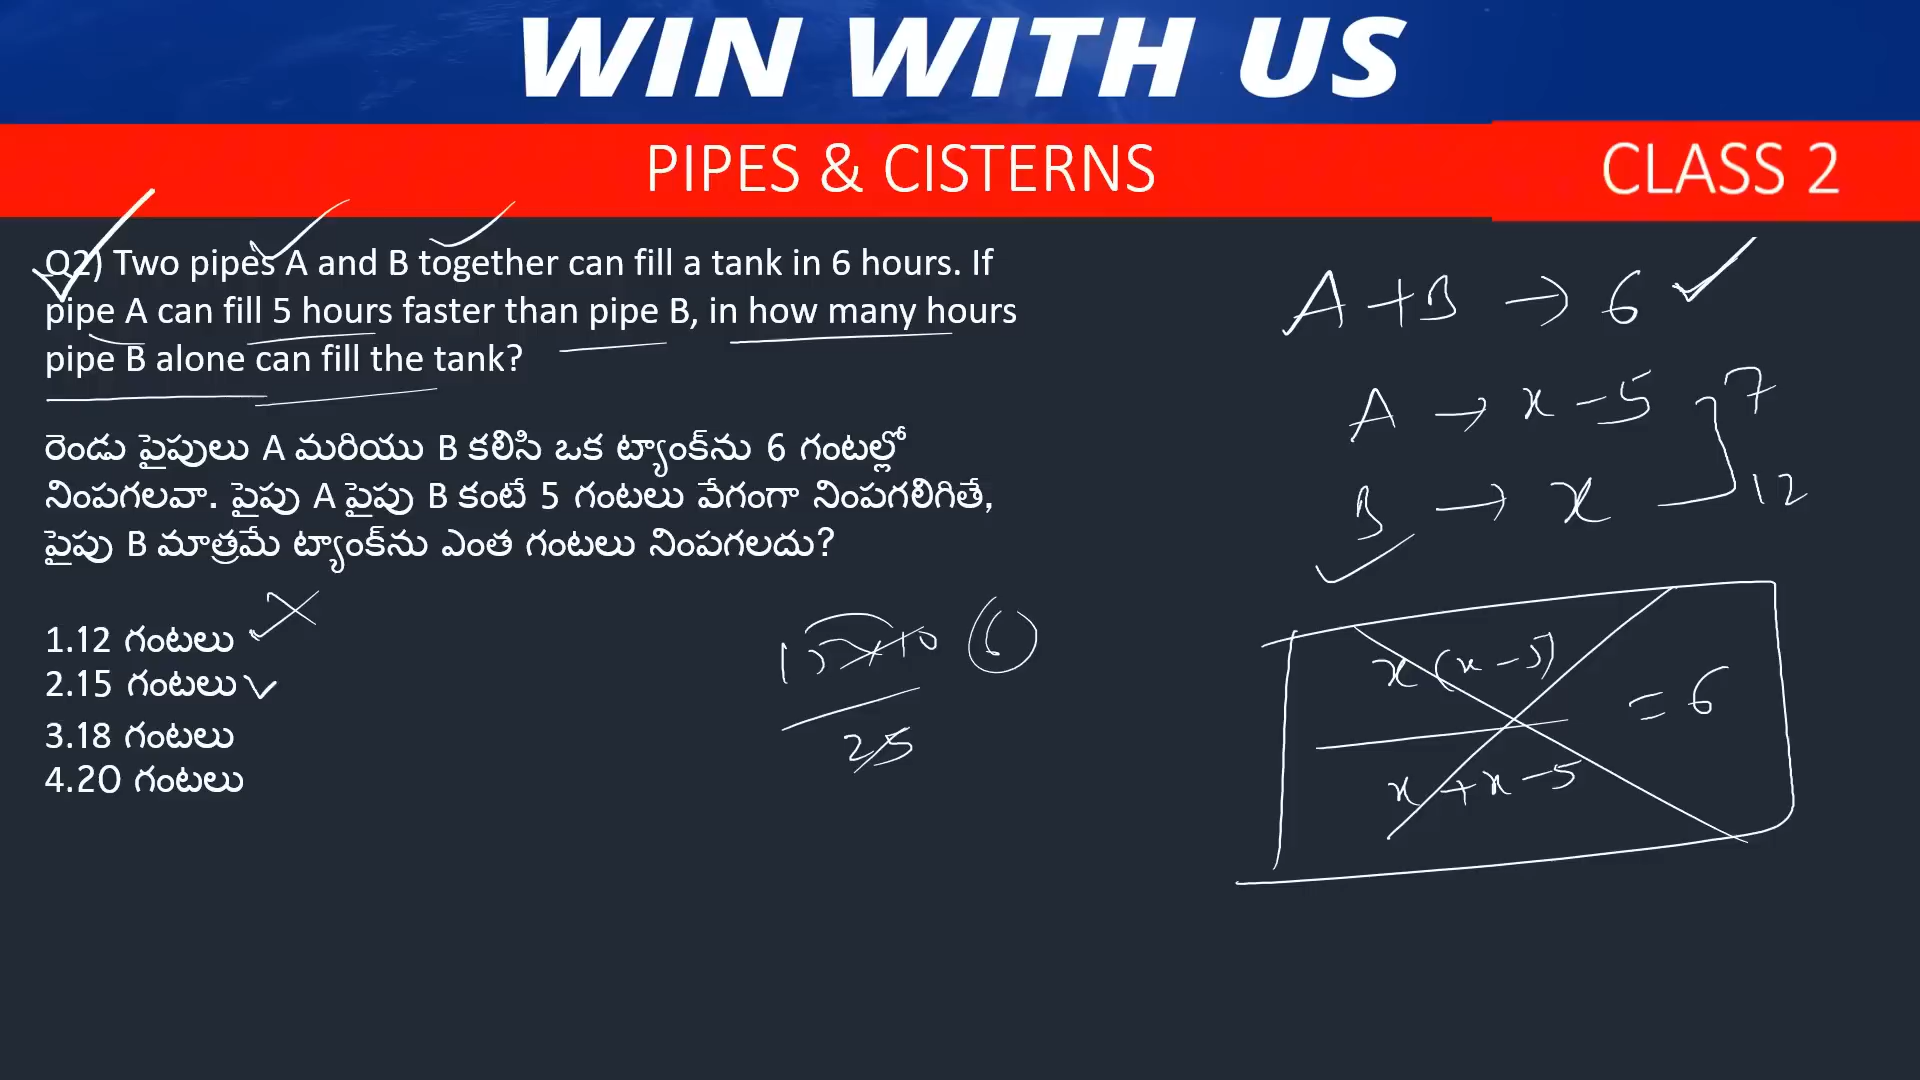 WIN WITH US
PIPES & CISTERNS
CLASS 2
Q2) Two pipes A and B together can fill a tank in 6 hours. If
pipe A can fill 5 hours faster than pipe B, in how many hours
pipe B alone can fill the tank?
రెండు పైపులు A మరియు B కలిసి ఒక ట్యాంక్‌ను 6 గంటల్లో
నింపగలవా. పైపు A పైపు B కంటే 5 గంటలు వేగంగా నింపగలిగితే,
పైపు B మాత్రమే ట్యాంక్‌ను ఎంత గంటలు నింపగలదు?
1.12 గంటలు
2.15 గంటలు
3.18 గంటలు
4.20 గంటలు
15 × 10 6
25
A + B → 6
A → x - 5 7
B → x 12
x (x - 5)
= 6
x + x - 5